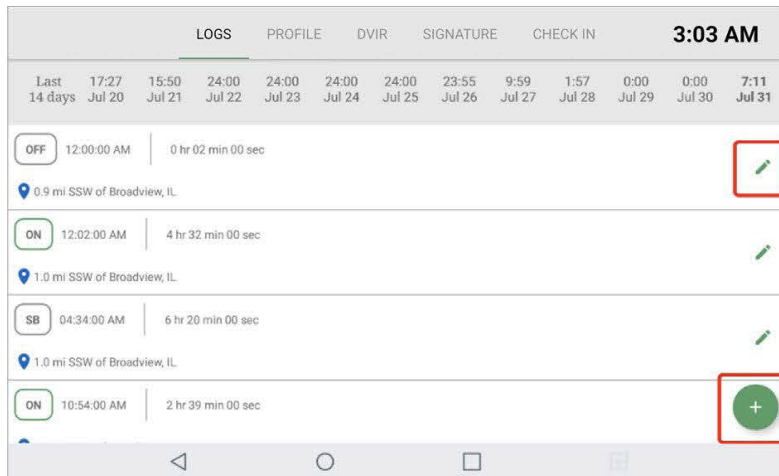 LOGS PROFILE DVIR SIGNATURE CHECK IN 3:03 AM
Last 17:27 15:50 24:00 24:00 24:00 24:00 23:55 9:59 1:57 0:00 0:00 7:11
14 days Jul 20 Jul 21 Jul 22 Jul 23 Jul 24 Jul 25 Jul 26 Jul 27 Jul 28 Jul 29 Jul 30 Jul 31
OFF 12:00:00 AM 0 hr 02 min 00 sec
0.9 mi SSW of Broadview, IL
ON 12:02:00 AM 4 hr 32 min 00 sec
1.0 mi SSW of Broadview, IL
SB 04:34:00 AM 6 hr 20 min 00 sec
1.0 mi SSW of Broadview, IL
ON 10:54:00 AM 2 hr 39 min 00 sec
+